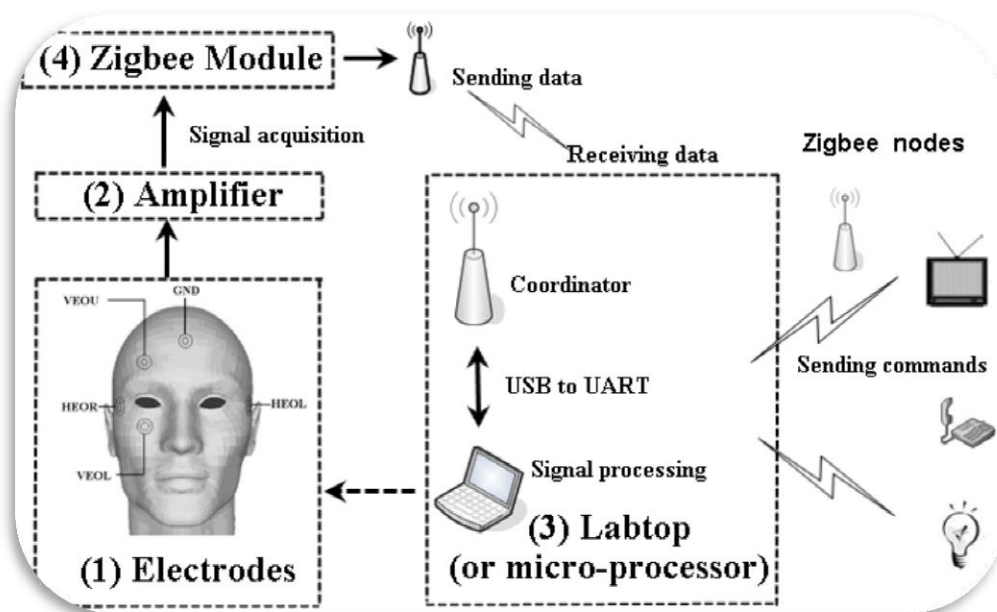 (4) Zigbee Module
Sending data
Signal acquisition
Receiving data
Zigbee nodes
(2) Amplifier
GND
VEOU
HEOR
HEOL
VEOL
(1) Electrodes
Coordinator
USB to UART
Signal processing
(3) Labtop
(or micro-processor)
Sending commands